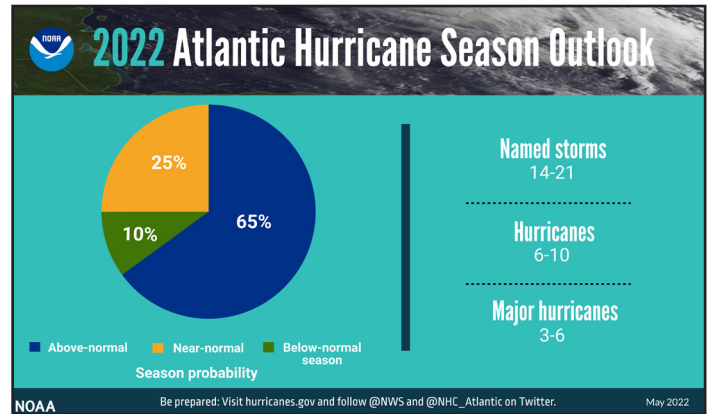 NOAA
2022 Atlantic Hurricane Season Outlook
25%
10%
65%
Above-normal
Near-normal
Below-normal
season
Season probability
Named storms
14-21
Hurricanes
6-10
Major hurricanes
3-6
NOAA
Be prepared: Visit hurricanes.gov and follow @NWS and @NHC_Atlantic on Twitter.
May 2022